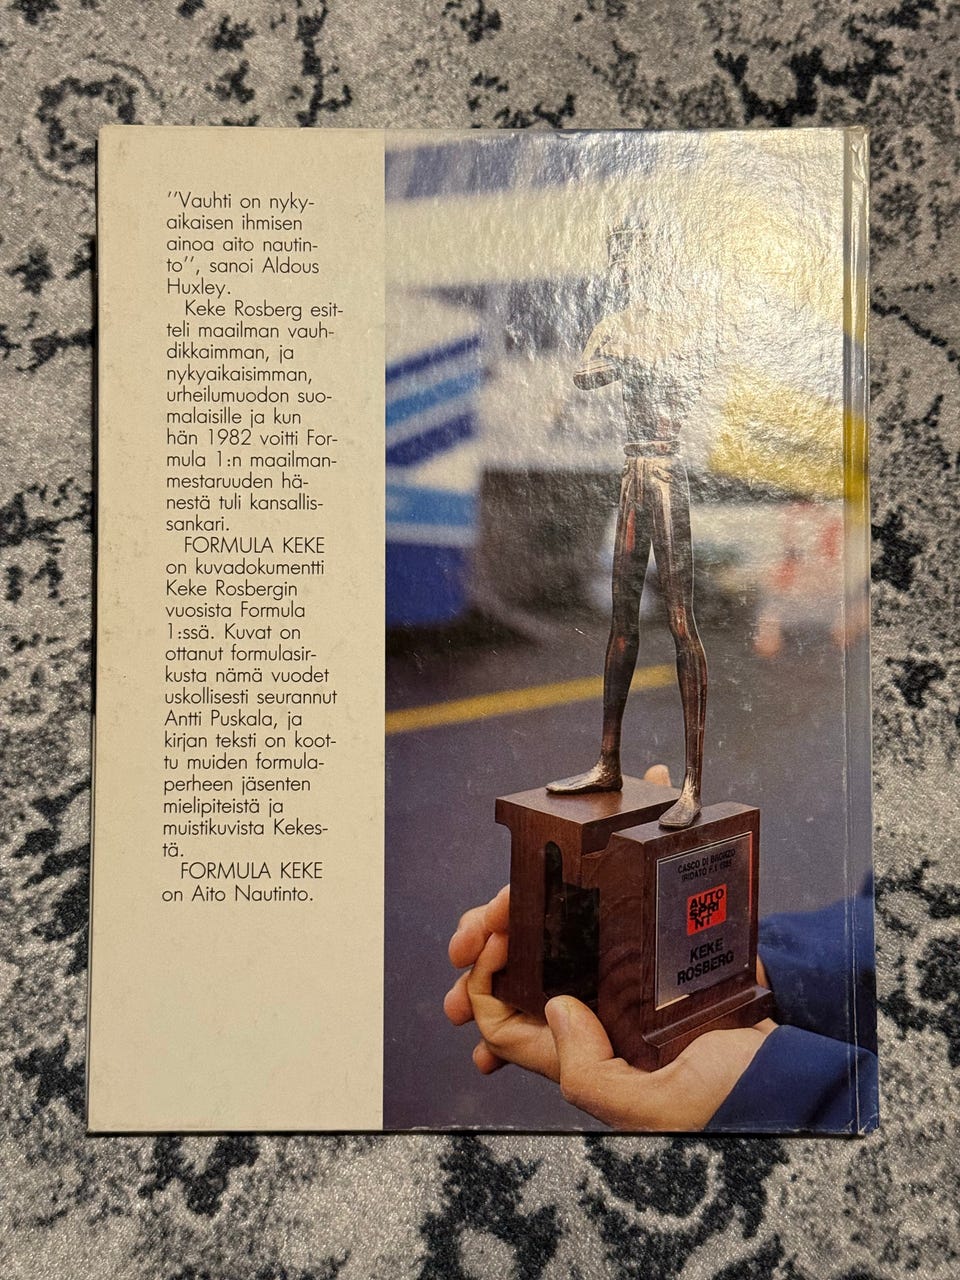 "Vauhti on nyky-
aikaisen ihmisen
ainoa aito nautin-
to", sanoi Aldous
Huxley.
Keke Rosberg esit-
teli maailman vauh-
dikkaimman, ja
nykyaikaisimman,
urheilumuodon suo-
malaisille ja kun
hän 1982 voitti For-
mula 1:n maailman-
mestaruuden hä-
nestä tuli kansallis-
sankari.
FORMULA KEKE
on kuvadokumentti
Keke Rosbergin
vuosista Formula
1:ssä. Kuvat on
ottanut formulasir-
kusta nämä vuodet
uskollisesti seurannut
Antti Puskala, ja
kirjan teksti on koot-
tu muiden formula-
perheen jäsenten
mielipiteistä ja
muistikuvista Kekes-
tä.
FORMULA KEKE
on Aito Nautinto.
CASCO DI BRONZO
IRIDATO F.1 1985
AUTO
SPRI
NT
KEKE
ROSBERG